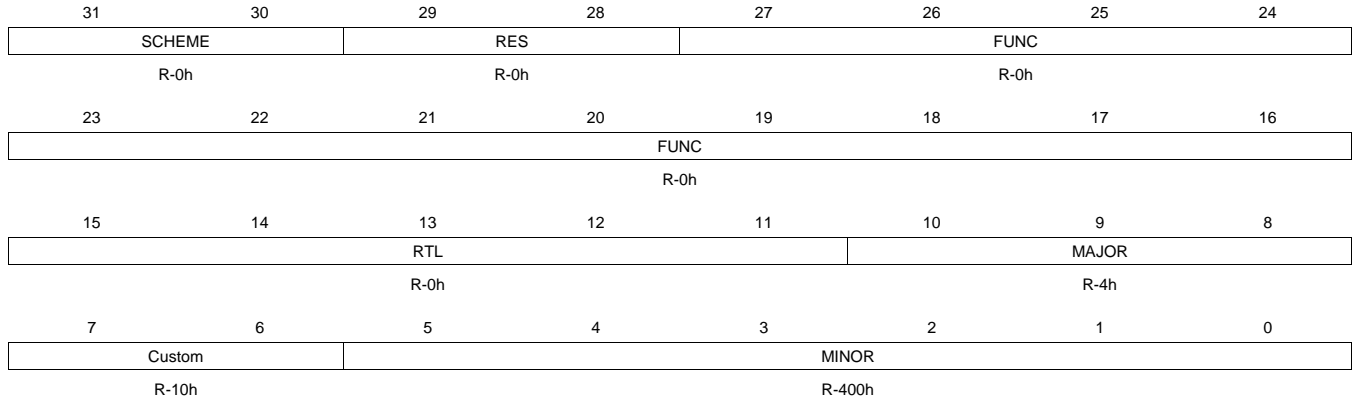 31 30 29 28 27 26 25 24
SCHEME RES FUNC
R-0h R-0h R-0h
23 22 21 20 19 18 17 16
FUNC
R-0h
15 14 13 12 11 10 9 8
RTL MAJOR
R-0h R-4h
7 6 5 4 3 2 1 0
Custom MINOR
R-10h R-400h